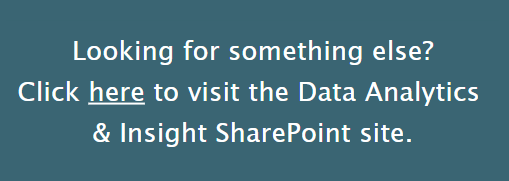 Looking for something else?
Click here to visit the Data Analytics
& Insight SharePoint site.